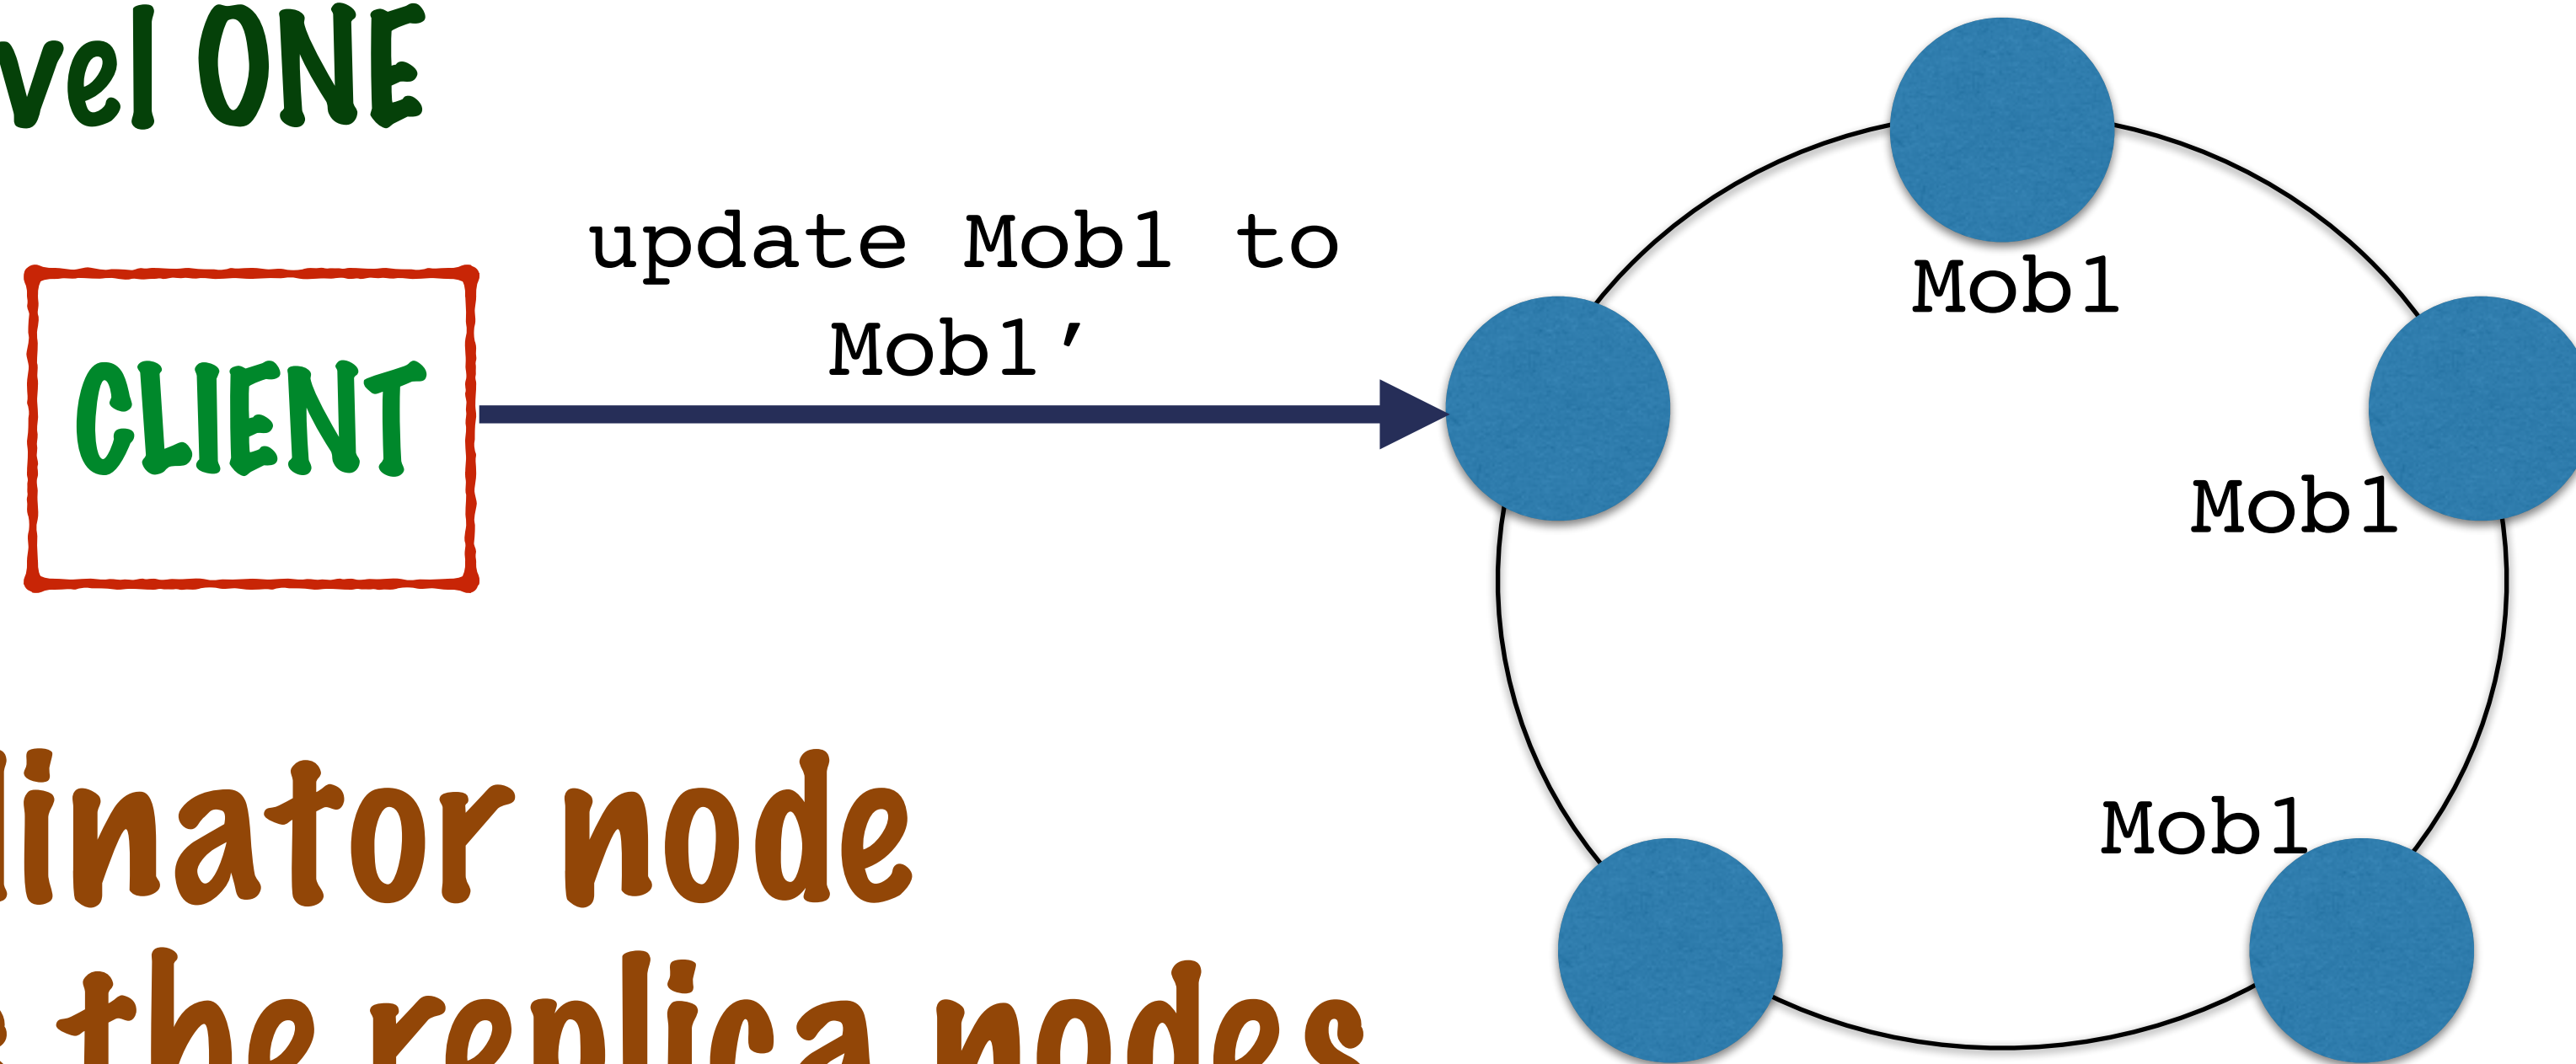 vel ONE
update Mob1 to
Mob1’
CLIENT
Mob1
Mob1
Mob1
linator node
the replica nodes